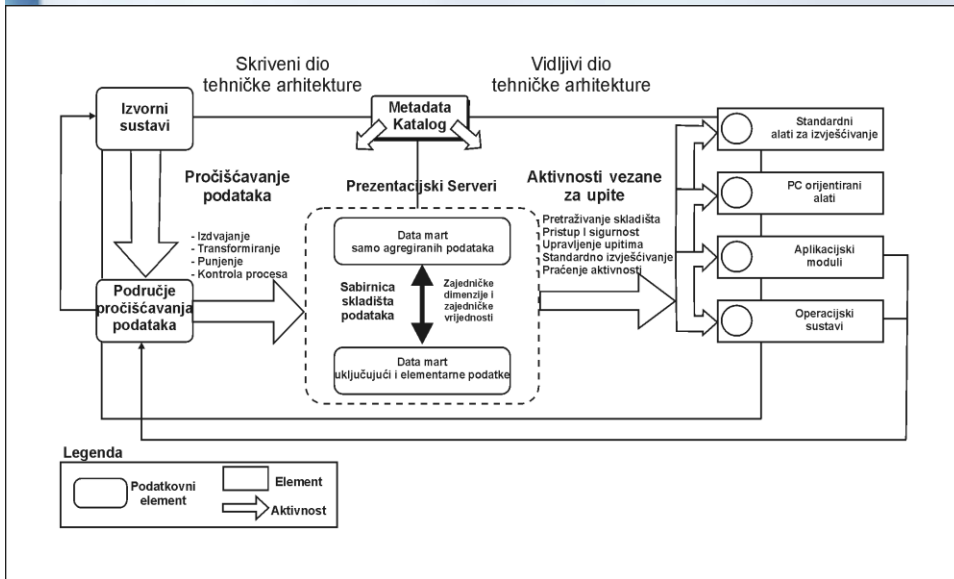 Skriveni dio
tehničke arhitekture
Vidljivi dio
tehničke arhitekture
Izvorni
sustavi
Metadata
Katalog
Standardni
alati za izvješćivanje
Pročišćavanje
podataka
Prezentacijski Serveri
Aktivnosti vezane
za upite
PC orijentirani
alati
- Izdvajanje
- Transformiranje
- Punjenje
- Kontrola procesa
Data mart
samo agregiranih podataka
Pretraživanje skladišta
Pristup I sigurnost
Upravljenje upitima
Standardno izvješćivanje
Praćenje aktivnosti
Aplikacijski
moduli
Područje
pročišćavanja
podataka
Sabirnica
skladišta
podataka
Zajedničke
dimenzije i
zajedničke
vrijednosti
Operacijski
sustavi
Data mart
uključujući i elementarne podatke
Legenda
Podatkovni
element
Element
Aktivnost